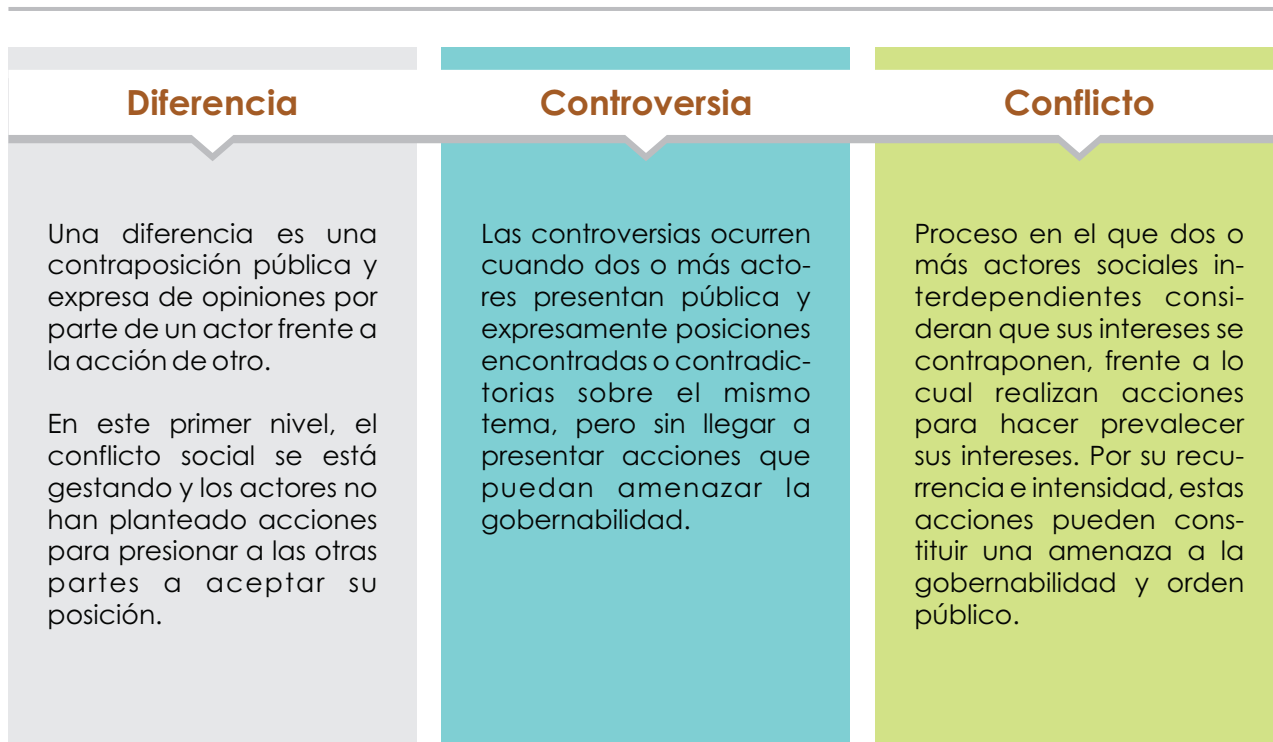 Diferencia
Una diferencia es una
contraposición pública y
expresa de opiniones por
parte de un actor frente a
la acción de otro.
En este primer nivel, el
conflicto social se está
gestando y los actores no
han planteado acciones
para presionar a las otras
partes a aceptar su
posición.
Controversia
Las controversias ocurren
cuando dos o más acto-
res presentan pública y
expresamente posiciones
encontradas o contradic-
torias sobre el mismo
tema, pero sin llegar a
presentar acciones que
puedan amenazar la
gobernabilidad.
Conflicto
Proceso en el que dos o
más actores sociales in-
terdependientes consi-
deran que sus intereses se
contraponen, frente a lo
cual realizan acciones
para hacer prevalecer
sus intereses. Por su recu-
rrencia e intensidad, estas
acciones pueden cons-
tituir una amenaza a la
gobernabilidad y orden
público.